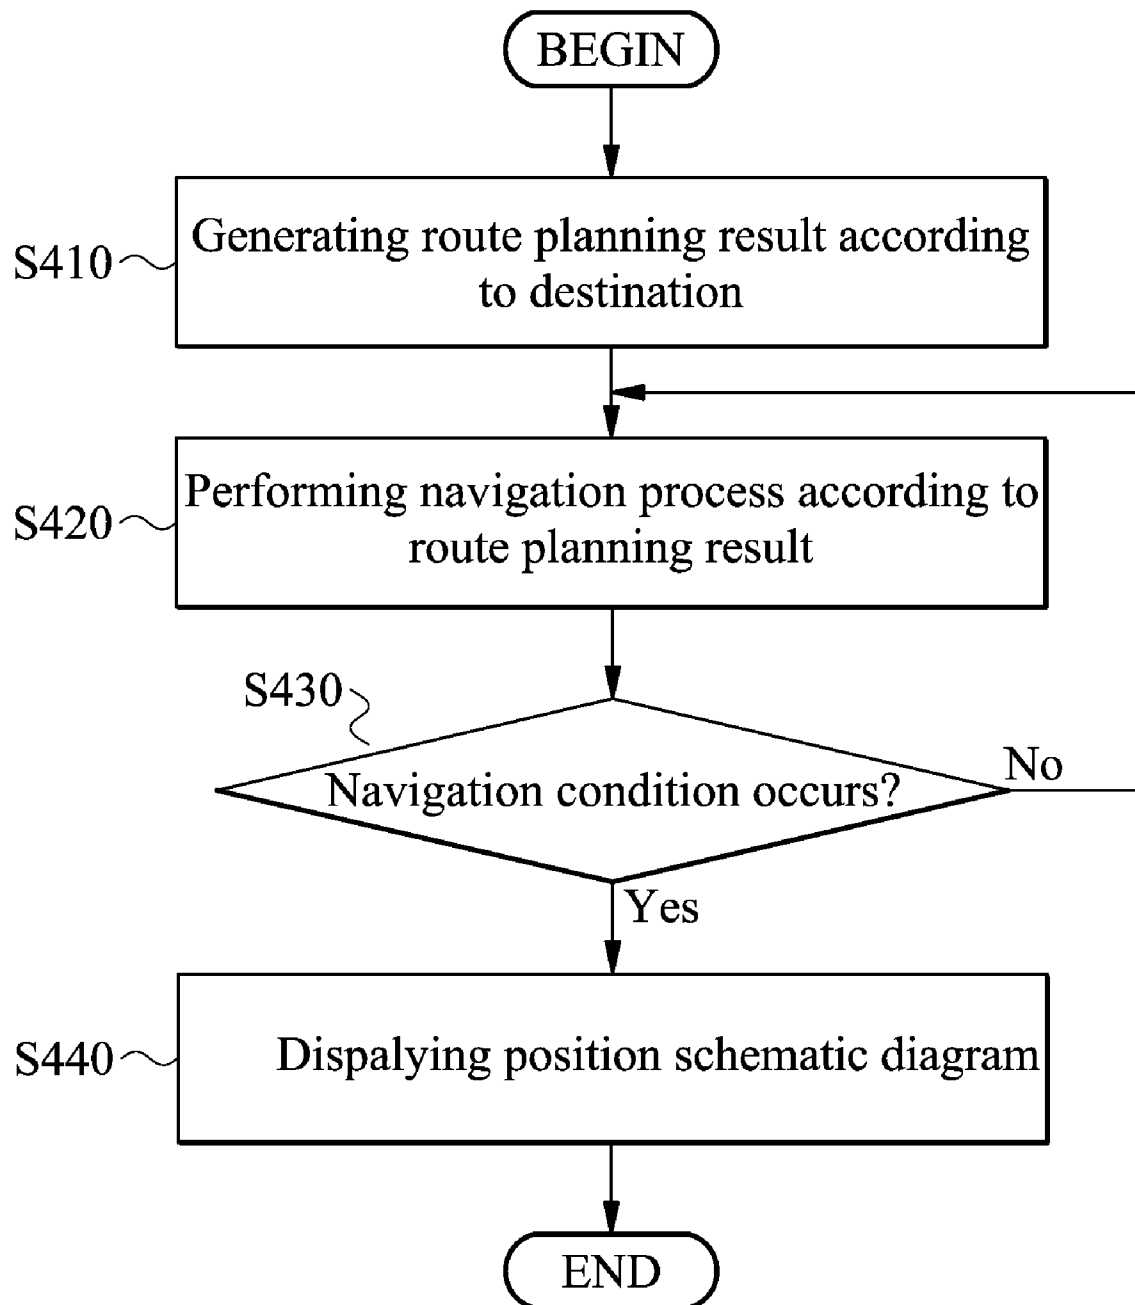 BEGIN
S410
Generating route planning result according
to destination
S420
Performing navigation process according to
route planning result
S430
Navigation condition occurs?
No
Yes
S440
Dispalying position schematic diagram
END